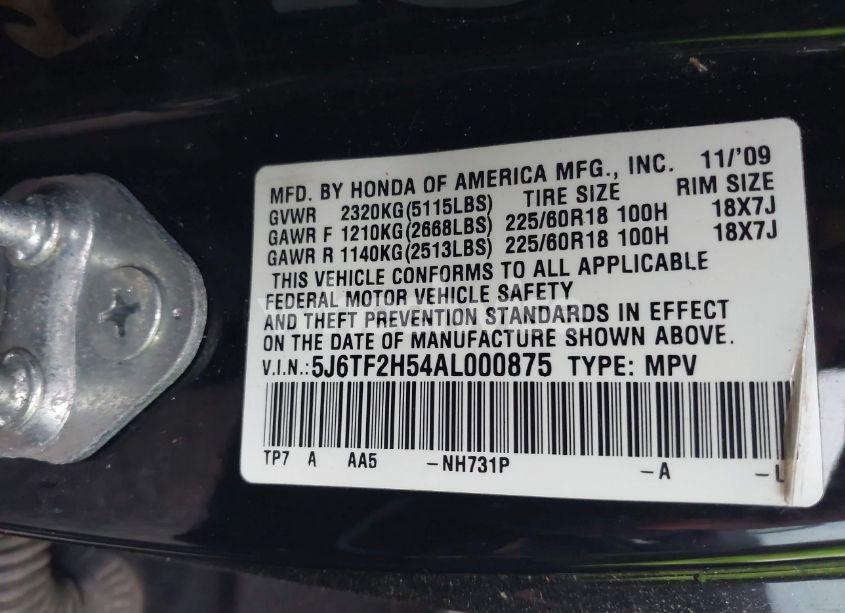 MFD. BY HONDA OF AMERICA MFG., INC. 11/'09
GVWR 2320KG(5115LBS) TIRE SIZE RIM SIZE
GAWR F 1210KG(2668LBS) 225/60R18 100H 18X7J
GAWR R 1140KG(2513LBS) 225/60R18 100H 18X7J
THIS VEHICLE CONFORMS TO ALL APPLICABLE
FEDERAL MOTOR VEHICLE SAFETY
AND THEFT PREVENTION STANDARDS IN EFFECT
ON THE DATE OF MANUFACTURE SHOWN ABOVE.
V.I.N.: 5J6TF2H54AL000875 TYPE: MPV
TP7 A AA5 -NH731P -A -L